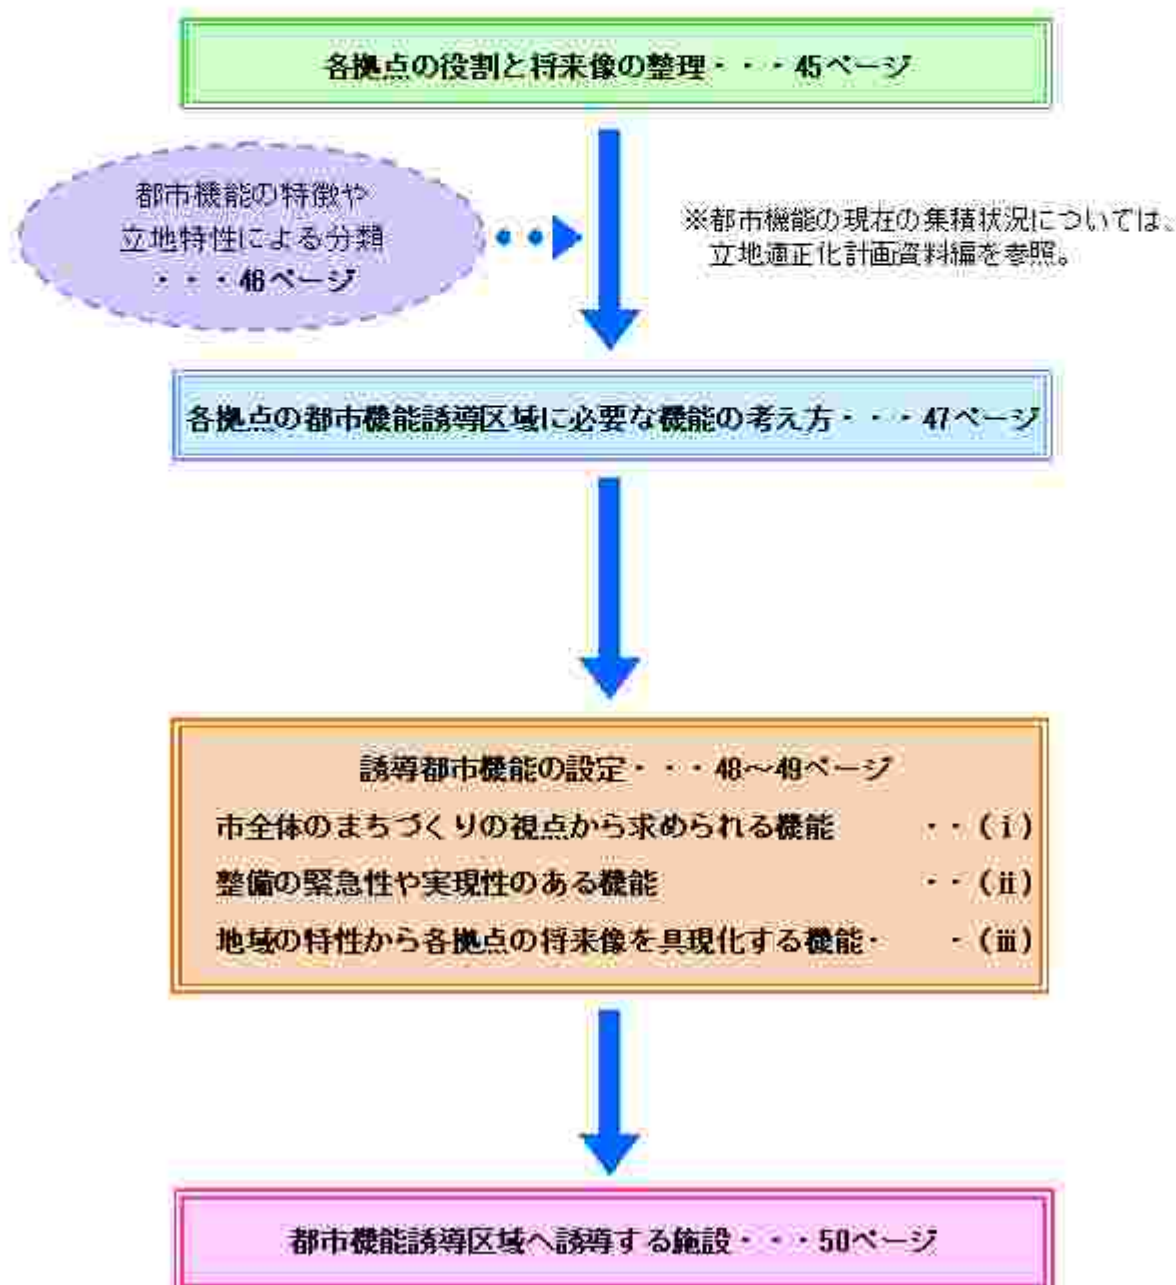 各拠点の役割と将来像の整理・・・45ページ
都市機能の特徴や
立地特性による分類
・・・46ページ
※都市機能の現在の集積状況については、
立地適正化計画資料編を参照。
各拠点の都市機能誘導区域に必要な機能の考え方・・・47ページ
誘導都市機能の設定・・・48～49ページ
市全体のまちづくりの視点から求められる機能　・・(ⅰ)
整備の緊急性や実現性のある機能　・・(ⅱ)
地域の特性から各拠点の将来像を具現化する機能・　・(ⅲ)
都市機能誘導区域へ誘導する施設・・・50ページ